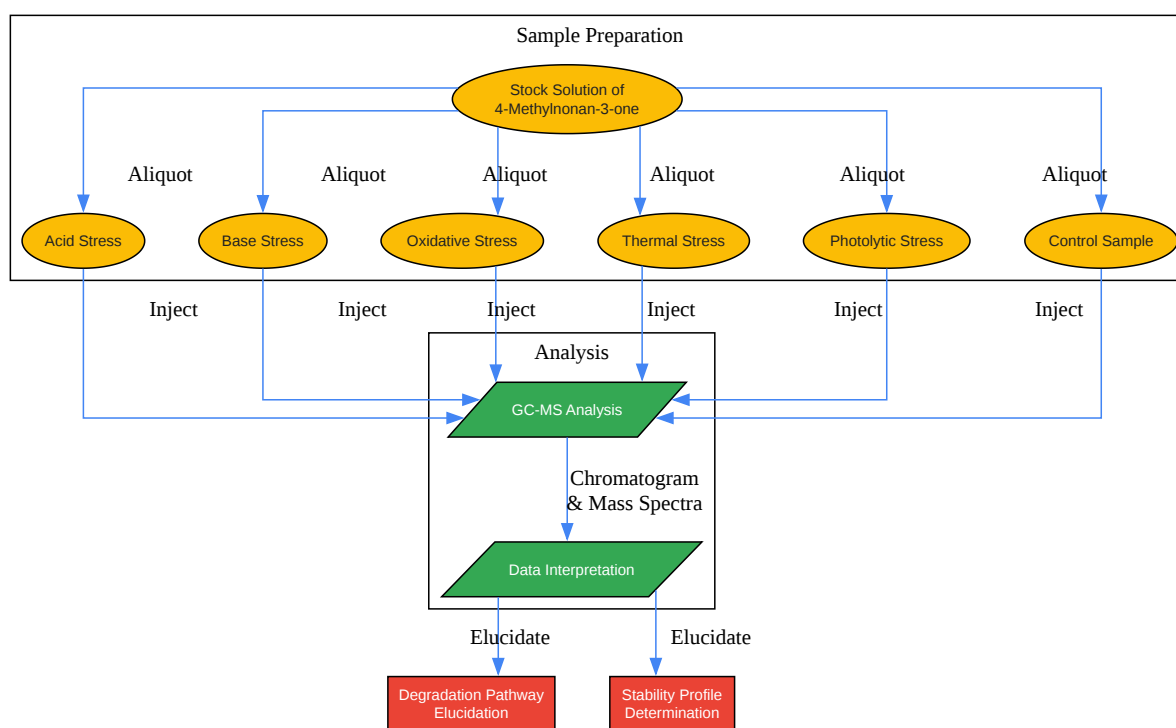 Sample Preparation
Stock Solution of
4-Methylnonan-3-one
Aliquot
Aliquot
Aliquot
Aliquot
Aliquot
Aliquot
Acid Stress
Base Stress
Oxidative Stress
Thermal Stress
Photolytic Stress
Control Sample
Inject
Inject
Inject
Inject
Inject
Inject
Analysis
GC-MS Analysis
Chromatogram
& Mass Spectra
Data Interpretation
Elucidate
Elucidate
Degradation Pathway
Elucidation
Stability Profile
Determination